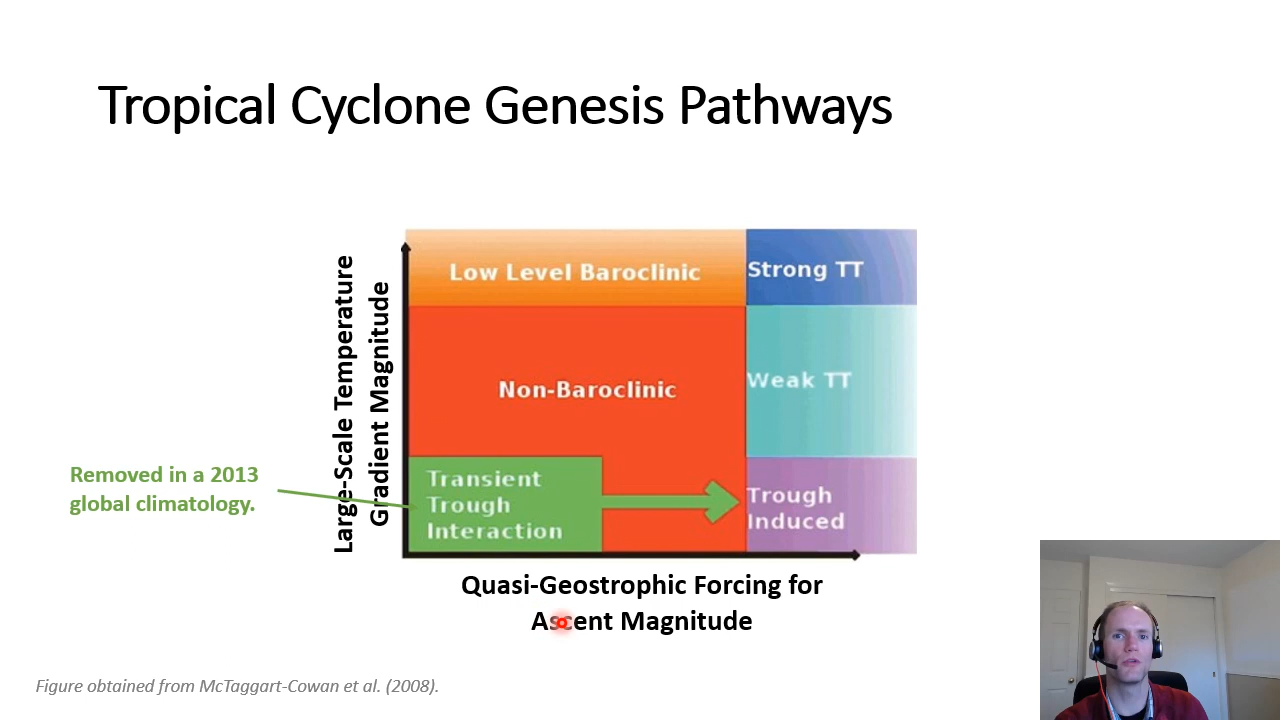 Tropical Cyclone Genesis Pathways
Large-Scale Temperature
Gradient Magnitude
Low Level Baroclinic
Strong TT
Non-Baroclinic
Weak TT
Removed in a 2013
global climatology.
Transient
Trough
Interaction
Trough
Induced
Quasi-Geostrophic Forcing for
Ascent Magnitude
Figure obtained from McTaggart-Cowan et al. (2008).